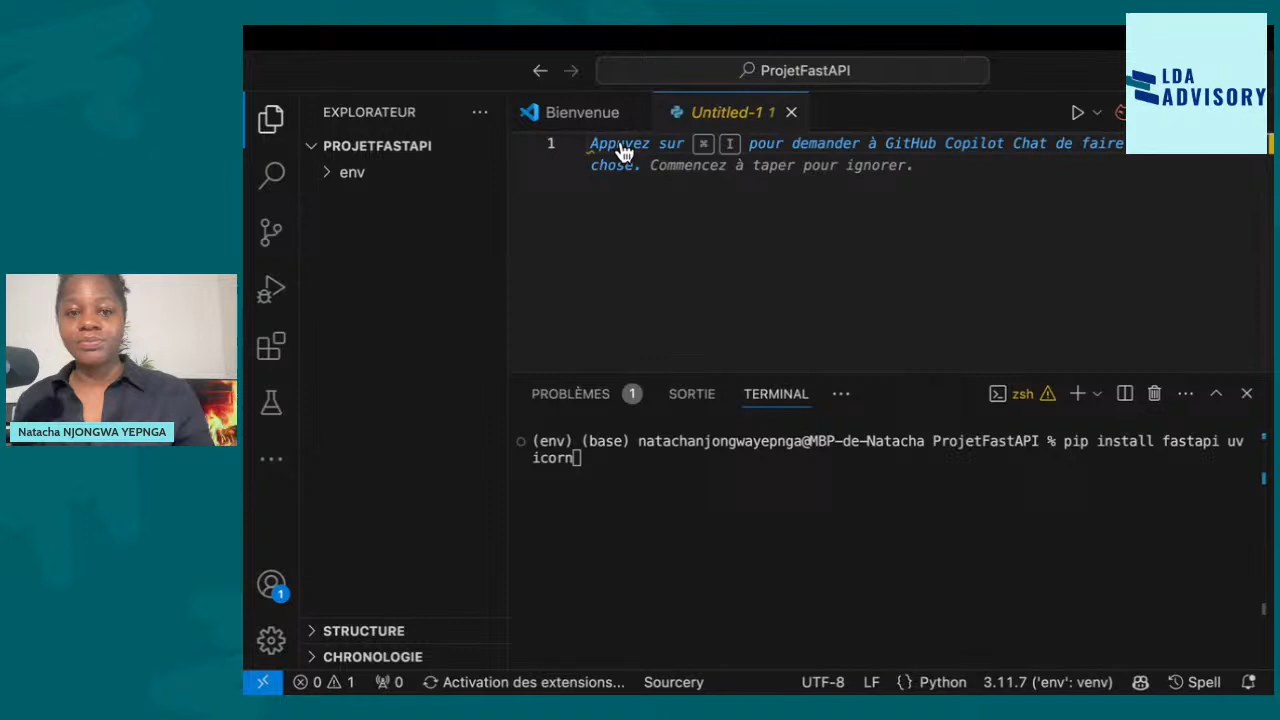 LDA
ADVISORY
ProjetFastAPI
EXPLORATEUR
Bienvenue
Untitled-1 1
PROJETFASTAPI
env
1
Appuyez sur ⌘ I pour demander à GitHub Copilot Chat de faire
chose. Commencez à taper pour ignorer.
PROBLÈMES 1 SORTIE TERMINAL
zsh
(env) (base) natachanjongwayepnga@MBP-de-Natacha ProjetFastAPI % pip install fastapi uv
icorn
Natacha NJONGWA YEPNGA
1
STRUCTURE
CHRONOLOGIE
0 1 0 Activation des extensions... Sourcery UTF-8 LF {} Python 3.11.7 ('env': venv) Spell